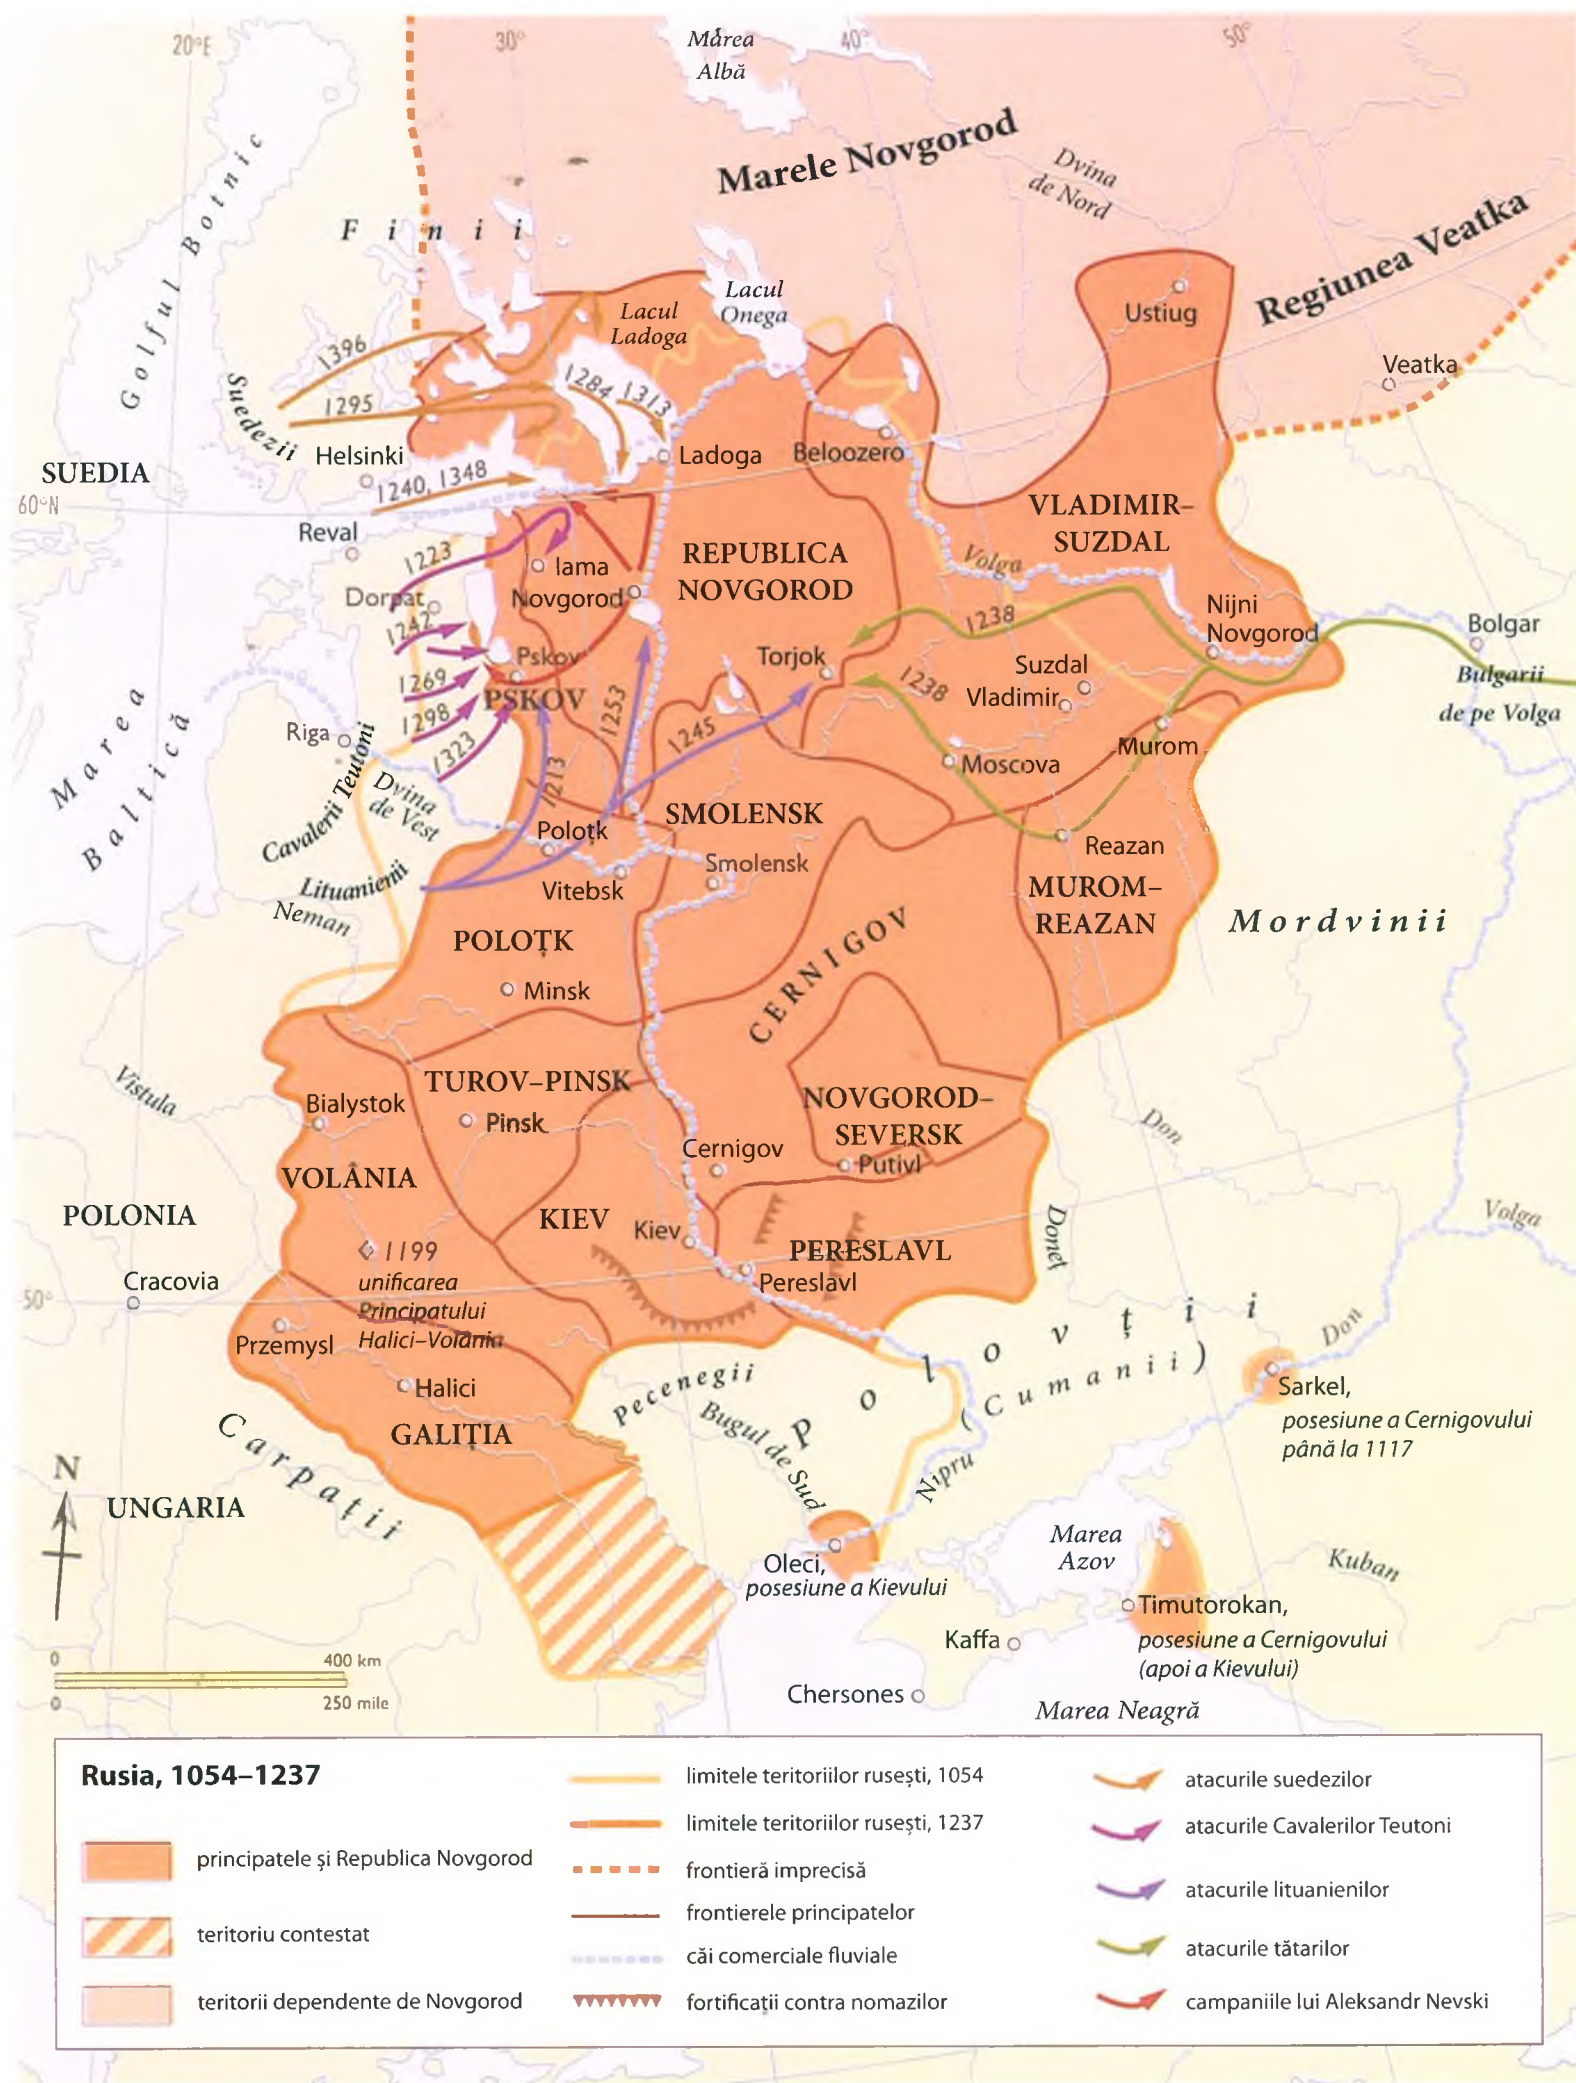 20°E
30°
40°
50°
Marea
Albă
Marele Novgorod
Dvina
de Nord
Regiunea Veatka
Golful Botnic
Finii
Lacul
Onega
Lacul
Ladoga
Ustiug
Veatka
1396
1295
1284
1313
Suedezii
Helsinki
SUEDIA
1240, 1348
Ladoga
Beloozero
60°N
Reval
VLADIMIR–
SUZDAL
1223
Iama
REPUBLICA
NOVGOROD
Volga
Dorpat
Novgorod
1242
1238
Nijni
Novgorod
Bolgar
Bulgarii
de pe Volga
Pskov
PSKOV
Torjok
Suzdal
Vladimir
1238
1269
1298
1323
1213
1253
1245
Riga
Murom
Moscova
Marea
Baltică
Cavalerii Teutoni
Dvina
de Vest
SMOLENSK
Poloțk
Reazan
Smolensk
Vitebsk
Lituanienii
Neman
MUROM–
REAZAN
Mordvinii
POLOȚK
CERNIGOV
Minsk
Vistula
TUROV–PINSK
Bialystok
Pinsk
NOVGOROD–
SEVERSK
Don
Cernigov
Putivl
VOLÂNIA
POLONIA
KIEV
Kiev
Doneț
Volga
PERESLAVL
1199
unificarea
Principatului
Halici–Volânia
Pereslavl
Cracovia
50°
Przemysl
Halici
GALIȚIA
Polovții
(Cumanii)
Pecenegii
Bugul de Sud
Don
Sarkel,
posesiune a Cernigovului
până la 1117
Carpații
N
UNGARIA
Nipru
Oleci,
posesiune a Kievului
Marea
Azov
Kuban
Timutorokan,
posesiune a Cernigovului
(apoi a Kievului)
Kaffa
Chersones
Marea Neagră
0
400 km
0
250 mile
Rusia, 1054–1237
principatele și Republica Novgorod
teritoriu contestat
teritorii dependente de Novgorod
limitele teritoriilor rusești, 1054
limitele teritoriilor rusești, 1237
frontieră imprecisă
frontierele principatelor
căi comerciale fluviale
fortificații contra nomazilor
atacurile suedezilor
atacurile Cavalerilor Teutoni
atacurile lituanienilor
atacurile tătarilor
campaniile lui Aleksandr Nevski